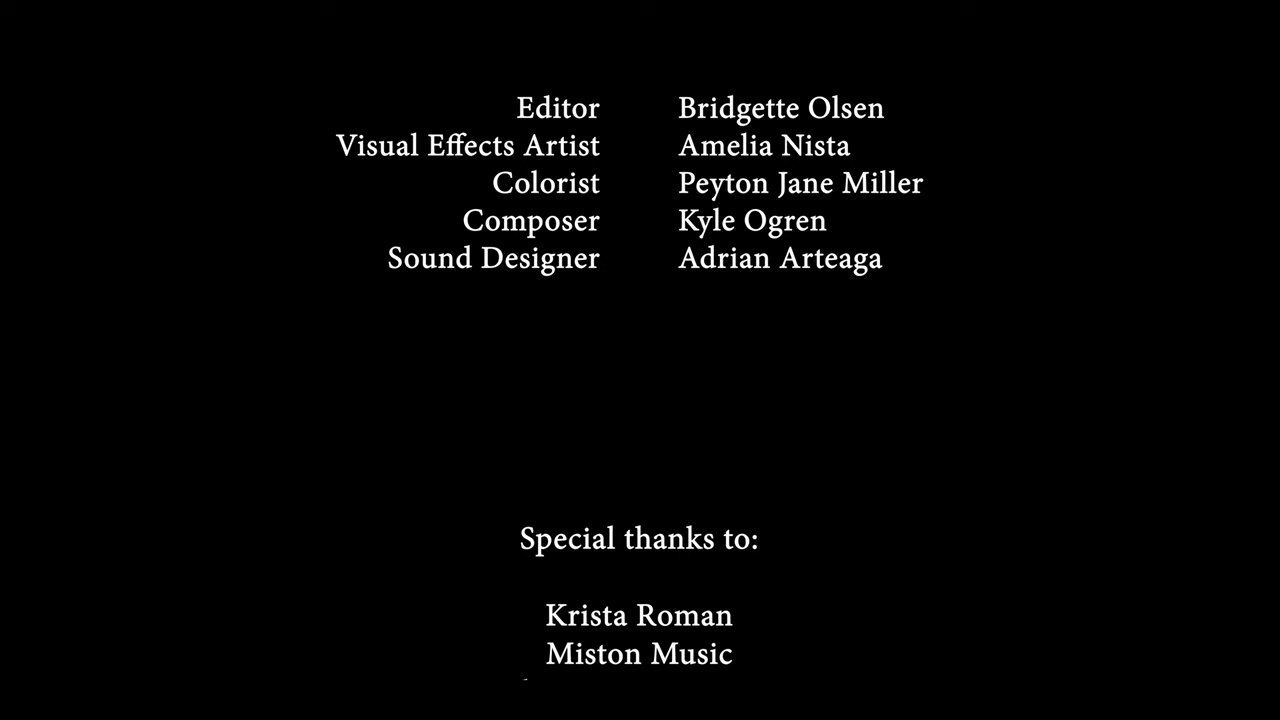 Editor Bridgette Olsen
Visual Effects Artist Amelia Nista
Colorist Peyton Jane Miller
Composer Kyle Ogren
Sound Designer Adrian Arteaga
Special thanks to:
Krista Roman
Miston Music